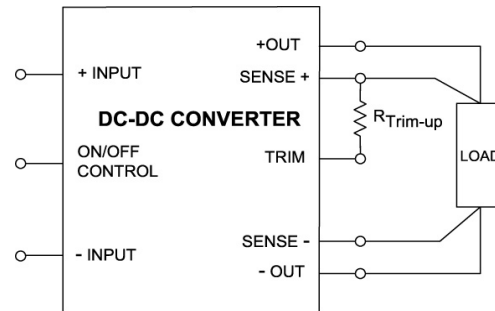 +OUT
+ INPUT
SENSE +
DC-DC CONVERTER
RTrim-up
ON/OFF
CONTROL
TRIM
LOAD
SENSE -
- INPUT
- OUT